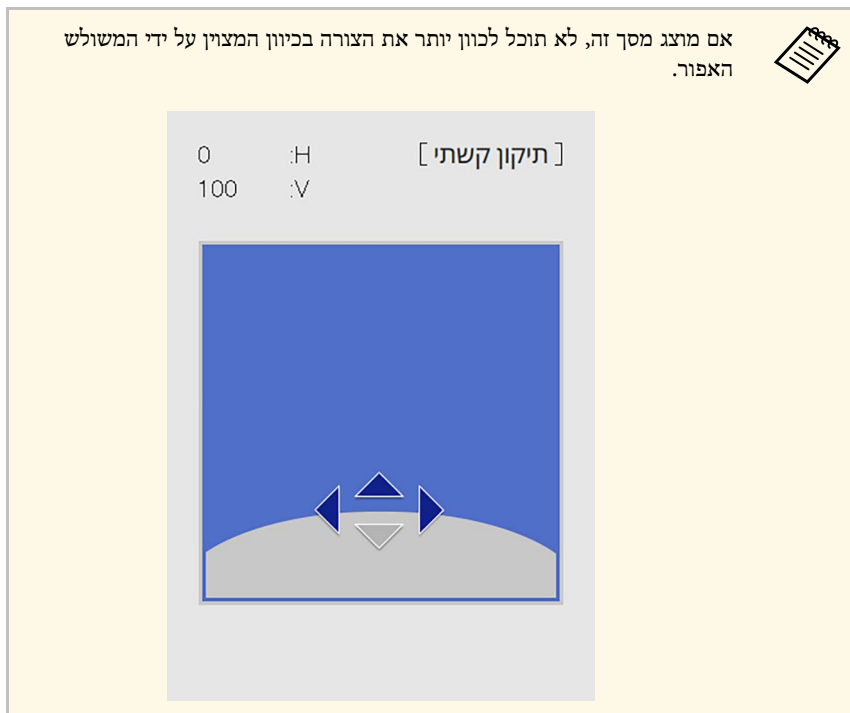 אם מוצג מסך זה, לא תוכל לכוון יותר את הצורה בכיוון המצוין על ידי המשולש
האפור.
[ תיקון קשתי ] H: 0
V: 100